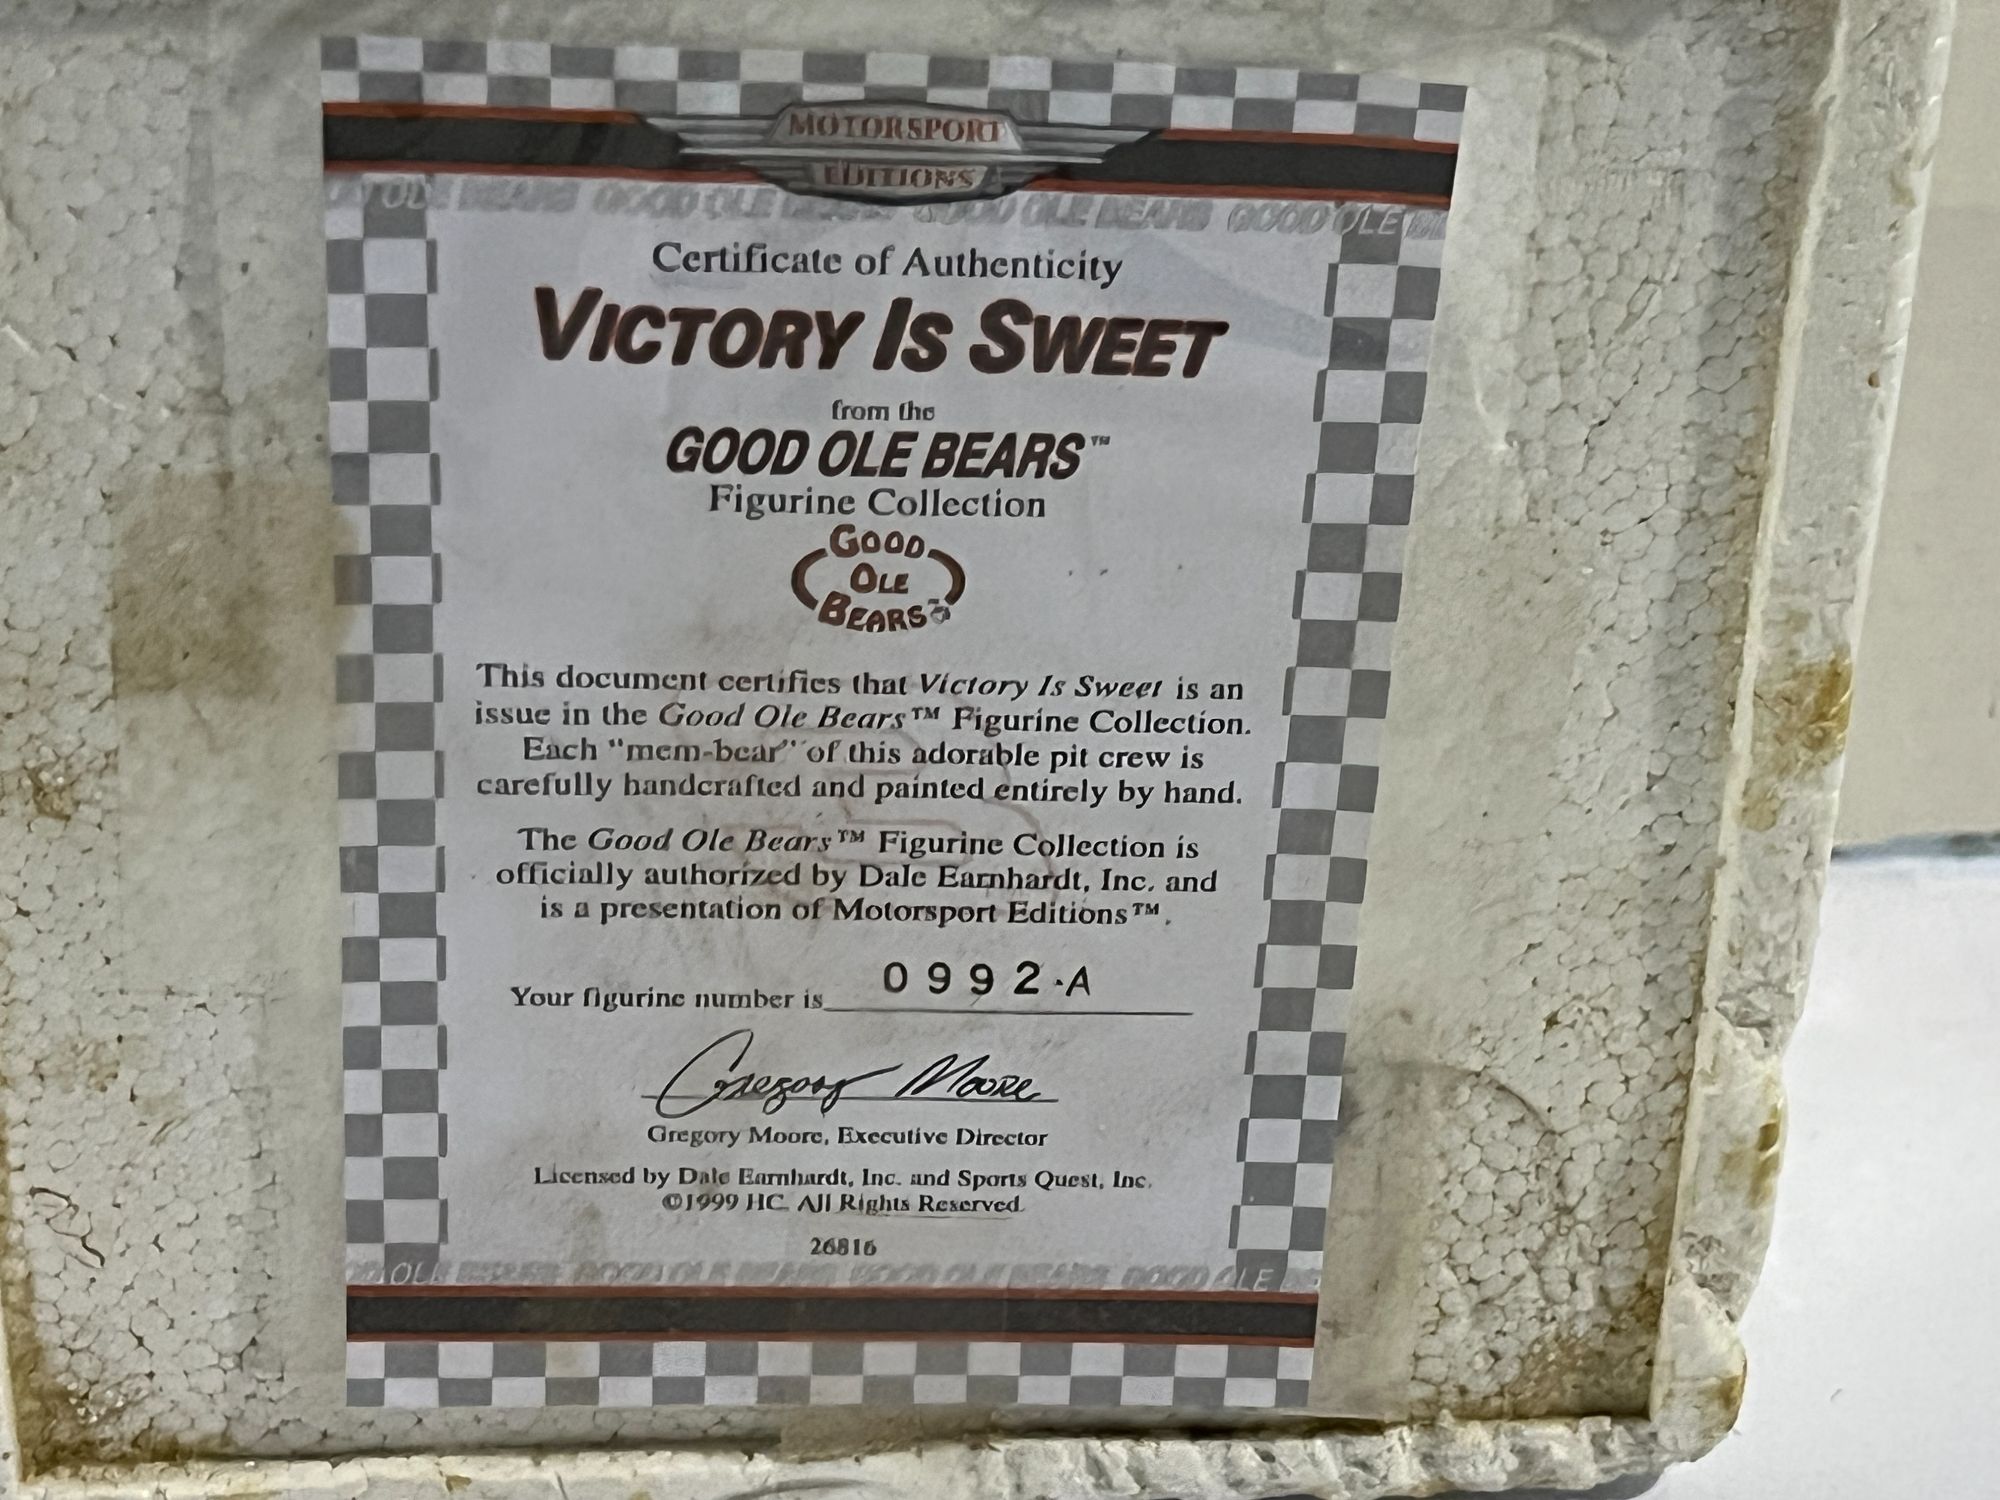 MOTORSPORT
EDITIONS
GOOD OLE BEARS GOOD OLE BEARS GOOD OLE BEARS GOOD OLE
Certificate of Authenticity
VICTORY IS SWEET
from the
GOOD OLE BEARS™
Figurine Collection
GOOD
OLE
BEARS
This document certifies that Victory Is Sweet is an
issue in the Good Ole Bears™ Figurine Collection.
Each "mem-bear" of this adorable pit crew is
carefully handcrafted and painted entirely by hand.
The Good Ole Bears™ Figurine Collection is
officially authorized by Dale Earnhardt, Inc. and
is a presentation of Motorsport Editions™.
Your figurine number is 0992-A
Gregory Moore
Gregory Moore, Executive Director
Licensed by Dale Earnhardt, Inc. and Sports Quest, Inc.
©1999 HC. All Rights Reserved.
26816
OLE BEARS GOOD OLE BEARS GOOD OLE BEARS GOOD OLE